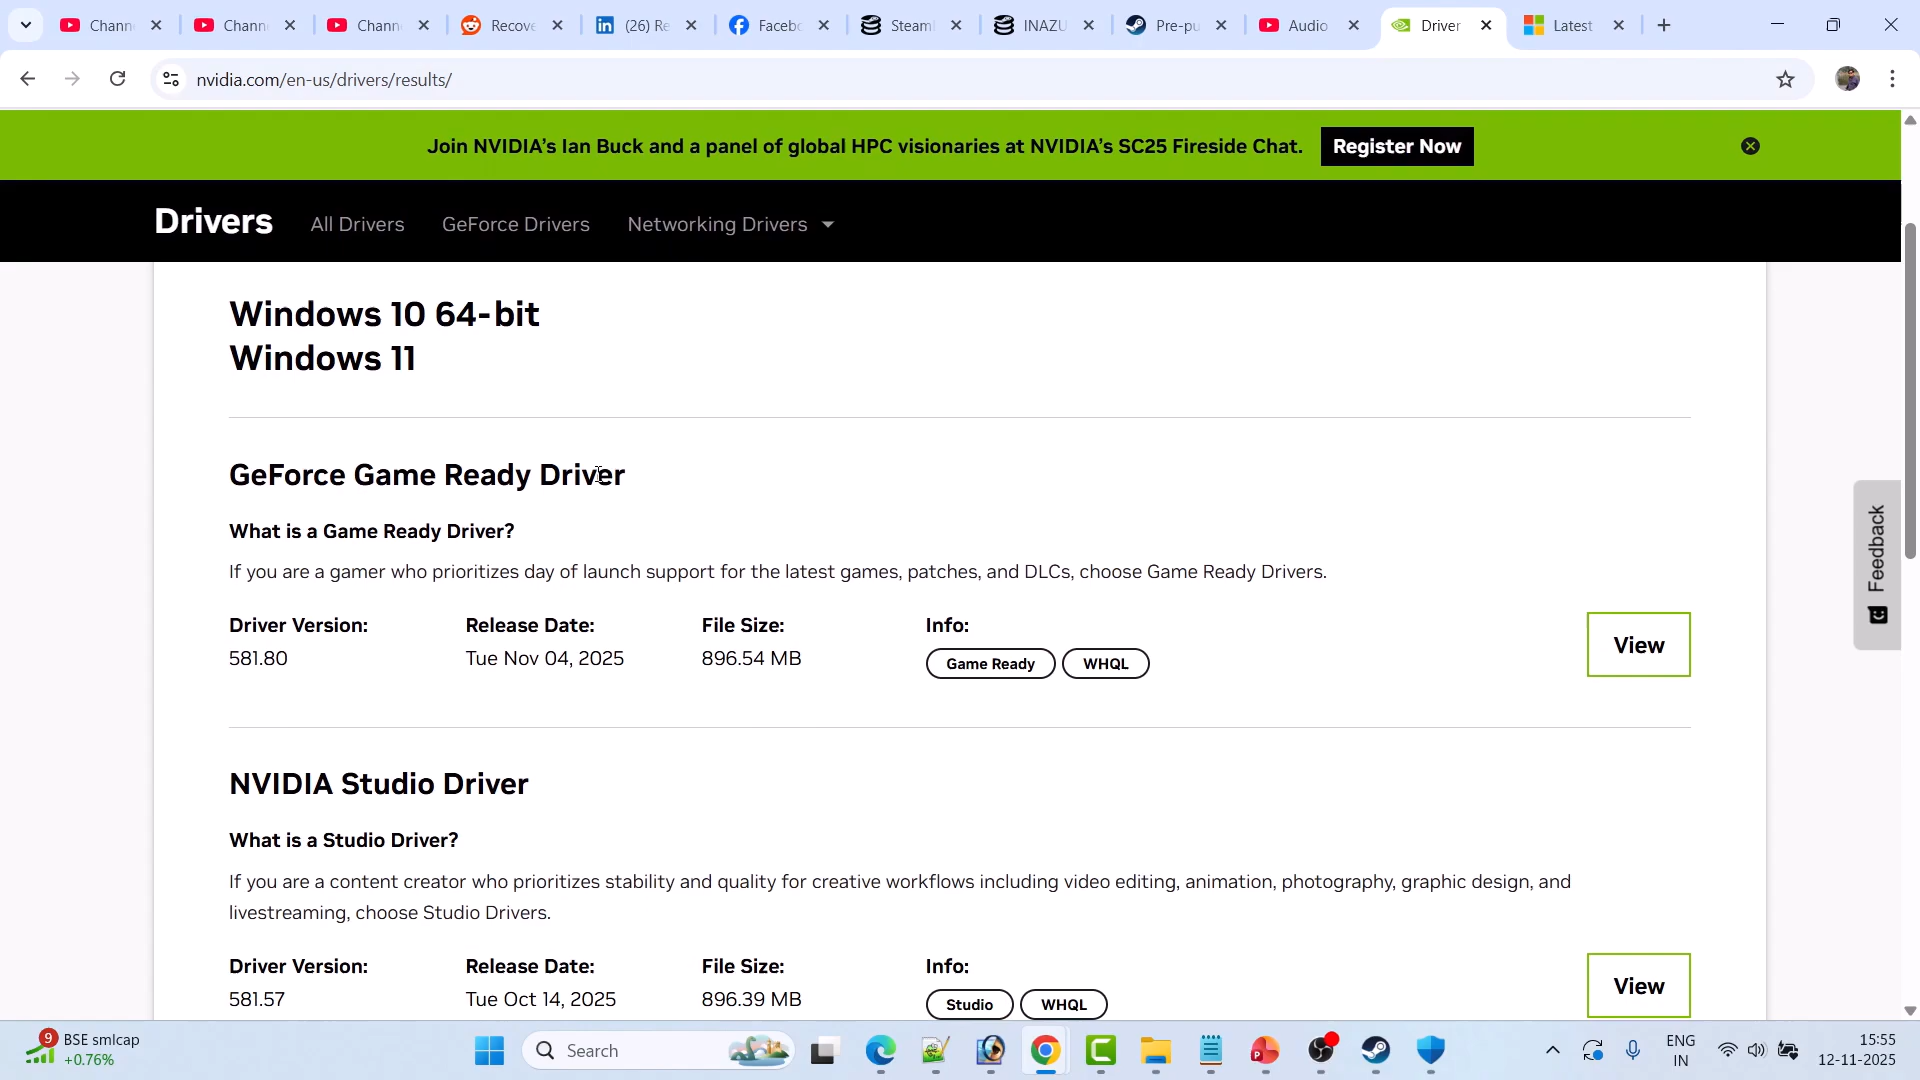 Chann
Chann
Chann
Recove
(26) Re
Facebo
Steaml
INAZU
Pre-pu
Audio
Driver
Latest
nvidia.com/en-us/drivers/results/
Join NVIDIA's Ian Buck and a panel of global HPC visionaries at NVIDIA's SC25 Fireside Chat.
Register Now
Drivers
All Drivers
GeForce Drivers
Networking Drivers
Windows 10 64-bit
Windows 11
GeForce Game Ready Driver
What is a Game Ready Driver?
If you are a gamer who prioritizes day of launch support for the latest games, patches, and DLCs, choose Game Ready Drivers.
Driver Version: Release Date: File Size: Info:
581.80 Tue Nov 04, 2025 896.54 MB Game Ready WHQL
View
NVIDIA Studio Driver
What is a Studio Driver?
If you are a content creator who prioritizes stability and quality for creative workflows including video editing, animation, photography, graphic design, and
livestreaming, choose Studio Drivers.
Driver Version: Release Date: File Size: Info:
581.57 Tue Oct 14, 2025 896.39 MB Studio WHQL
View
Feedback
9
BSE smlcap
+0.76%
Search
ENG
IN
15:55
12-11-2025